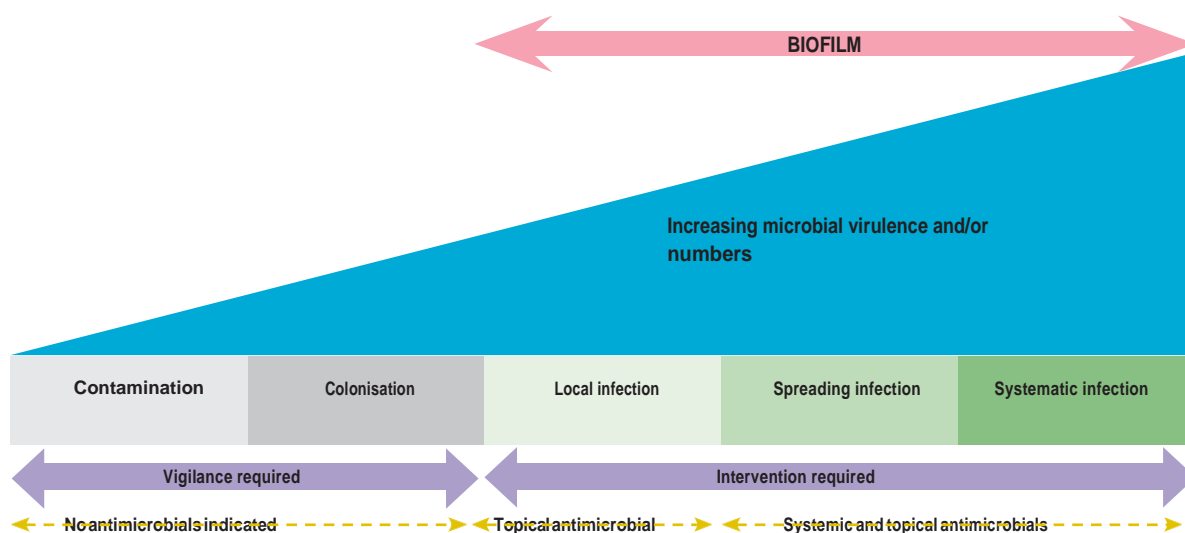 BIOFILM
Increasing microbial virulence and/or
numbers
Contamination
Colonisation
Local infection
Spreading infection
Systematic infection
Vigilance required
Intervention required
No antimicrobials indicated
Topical antimicrobial
Systemic and topical antimicrobials